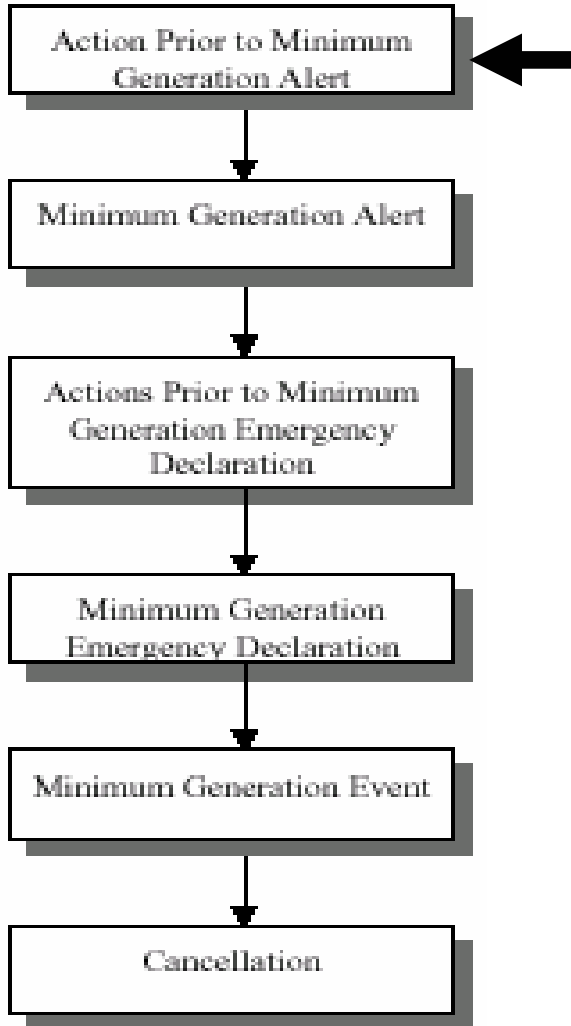 Action Prior to Minimum
Generation Alert
Minimum Generation Alert
Actions Prior to Minimum
Generation Emergency
Declaration
Minimum Generation
Emergency Declaration
Minimum Generation Event
Cancellation